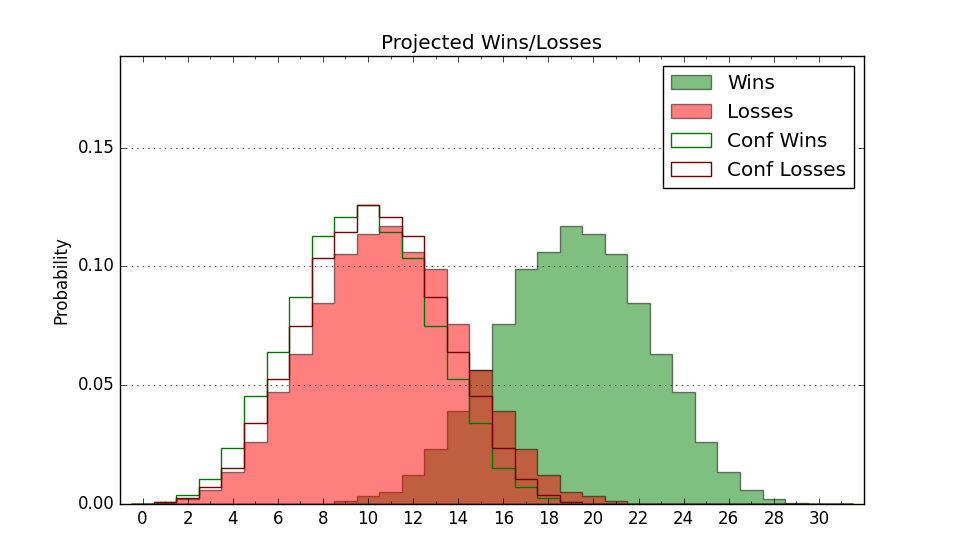 Projected Wins/Losses
Wins
Losses
Conf Wins
Conf Losses
0.15
0.10
0.05
0.00
Probability
0 2 4 6 8 10 12 14 16 18 20 22 24 26 28 30